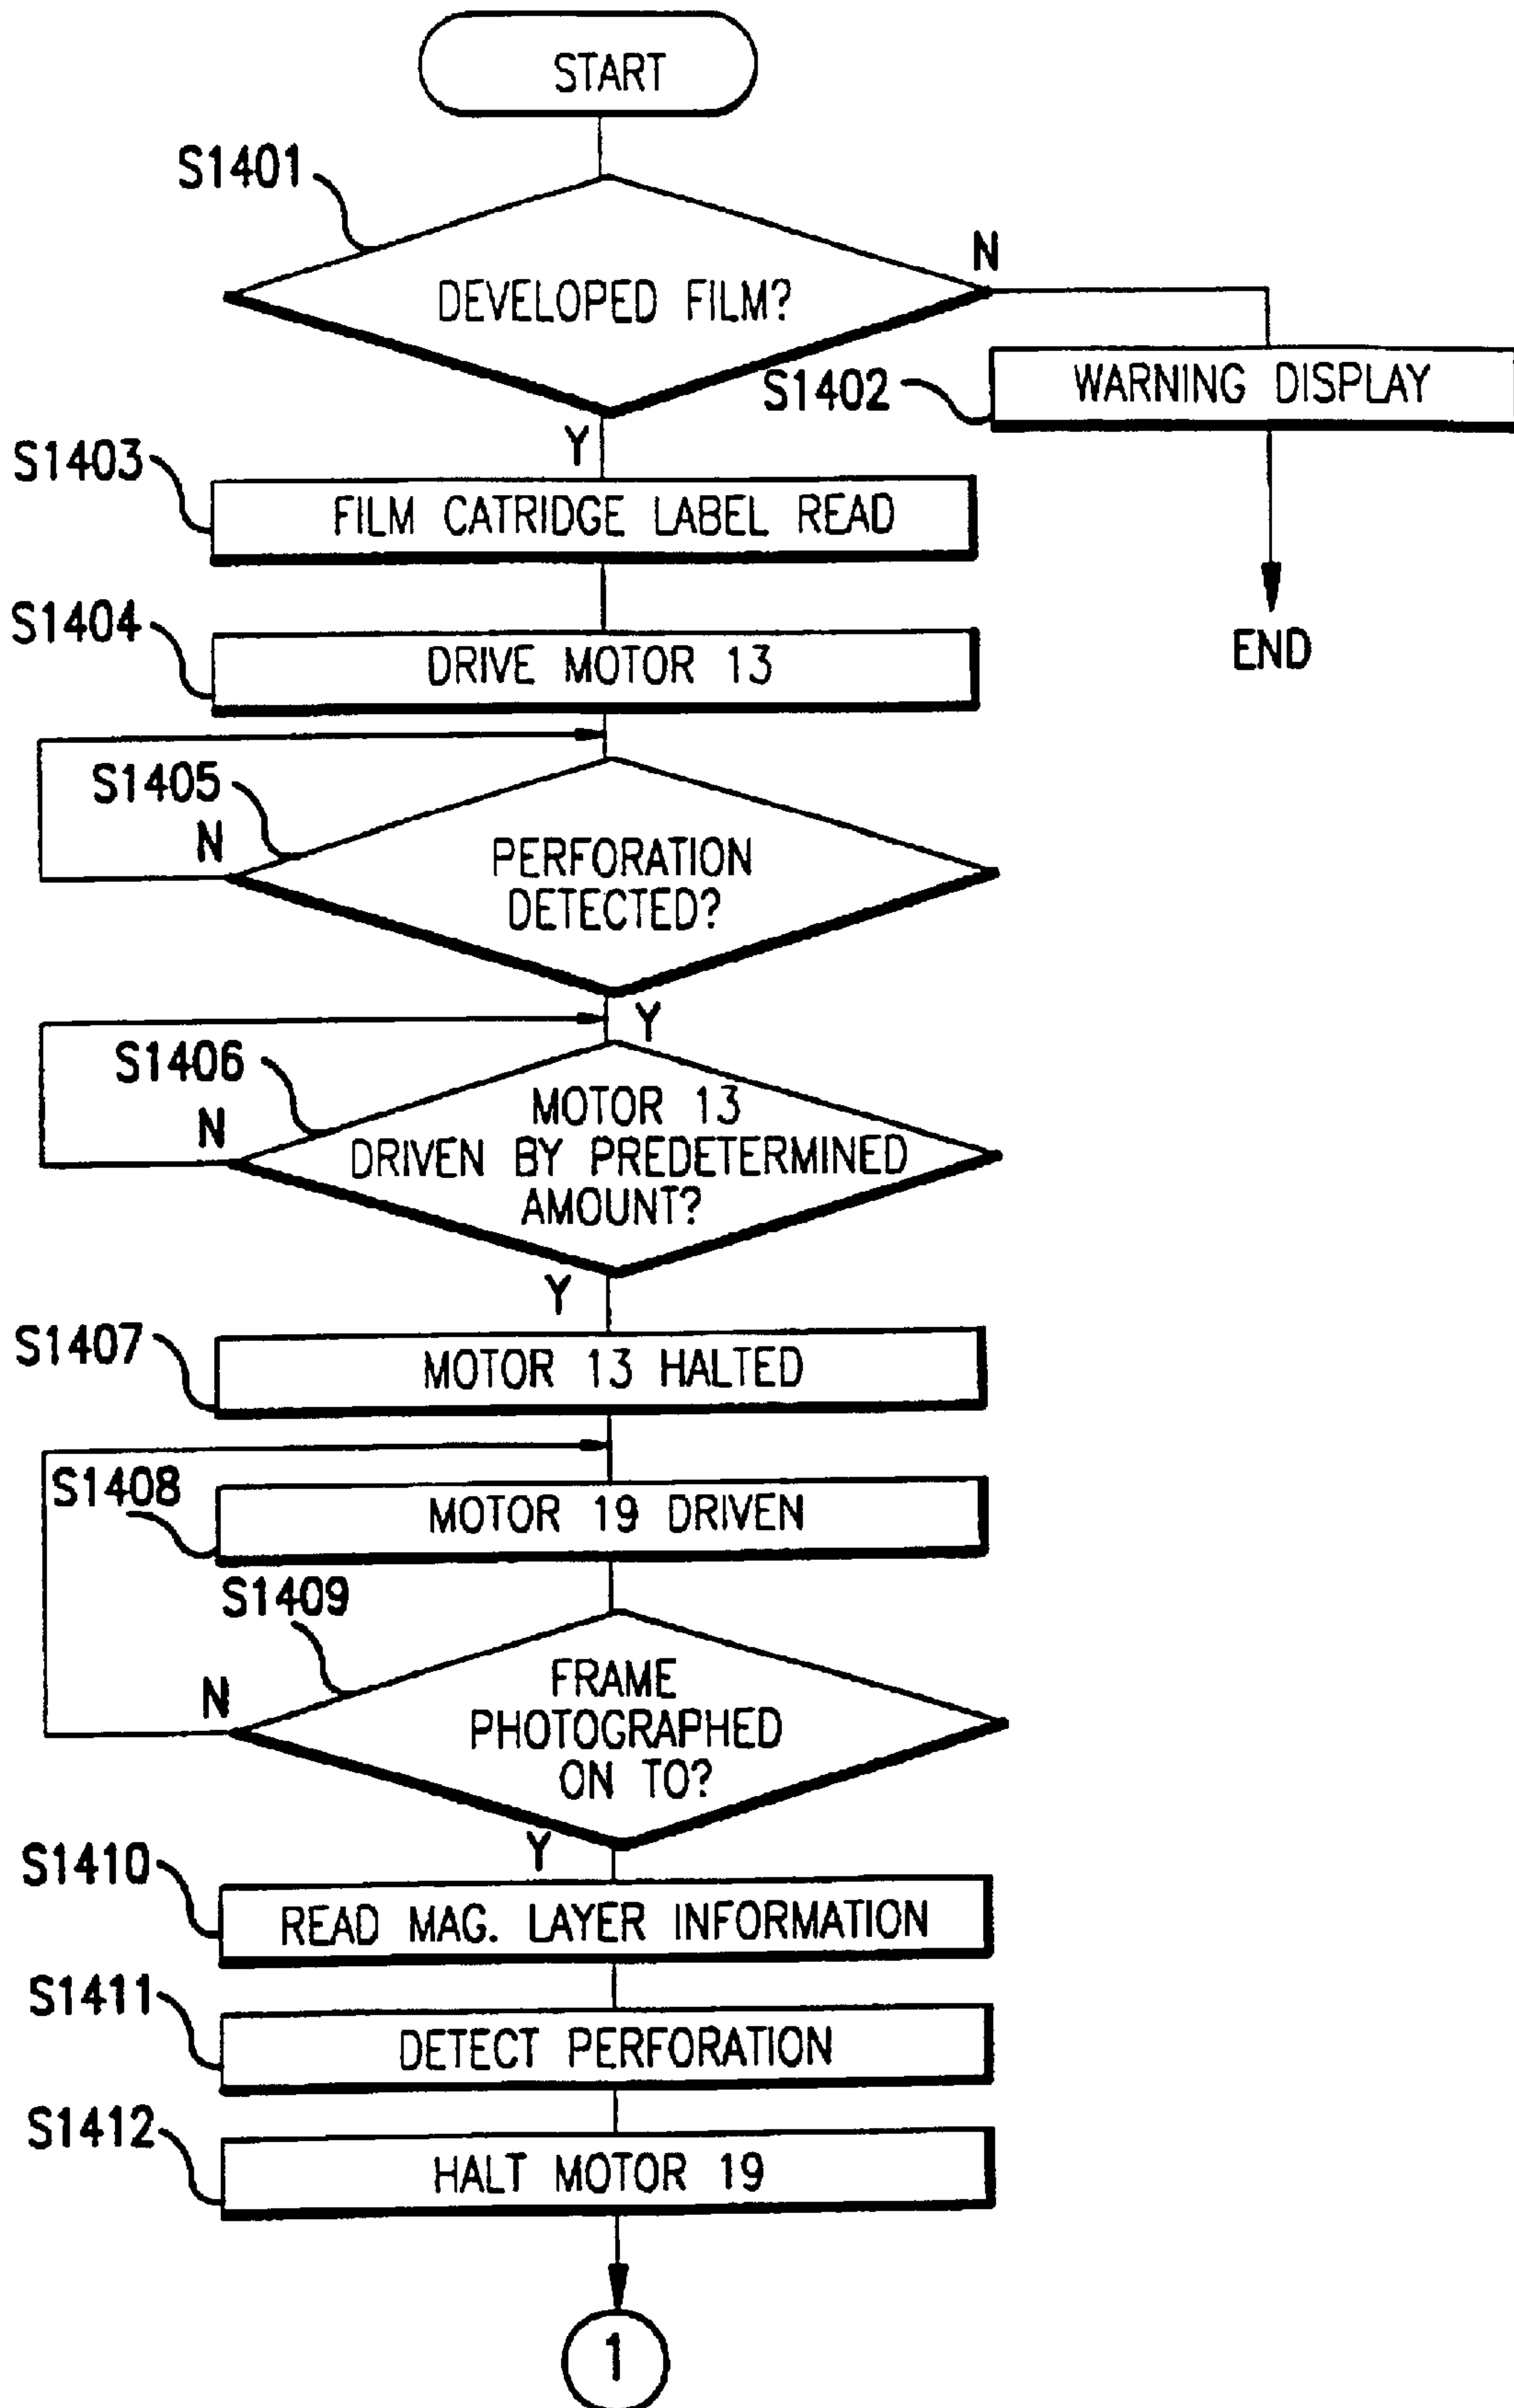 START
S1401
DEVELOPED FILM?
N
S1402
WARNING DISPLAY
END
Y
S1403
FILM CATRIDGE LABEL READ
S1404
DRIVE MOTOR 13
S1405
N
PERFORATION
DETECTED?
Y
S1406
N
MOTOR 13
DRIVEN BY PREDETERMINED
AMOUNT?
Y
S1407
MOTOR 13 HALTED
S1408
MOTOR 19 DRIVEN
S1409
N
FRAME
PHOTOGRAPHED
ON TO?
Y
S1410
READ MAG. LAYER INFORMATION
S1411
DETECT PERFORATION
S1412
HALT MOTOR 19
1